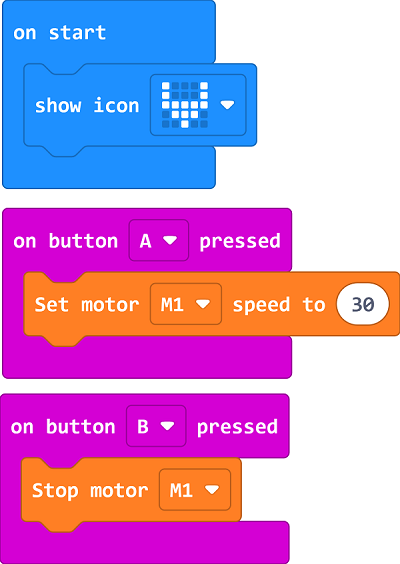 on start
show icon
on button A pressed
Set motor M1 speed to 30
on button B pressed
Stop motor M1